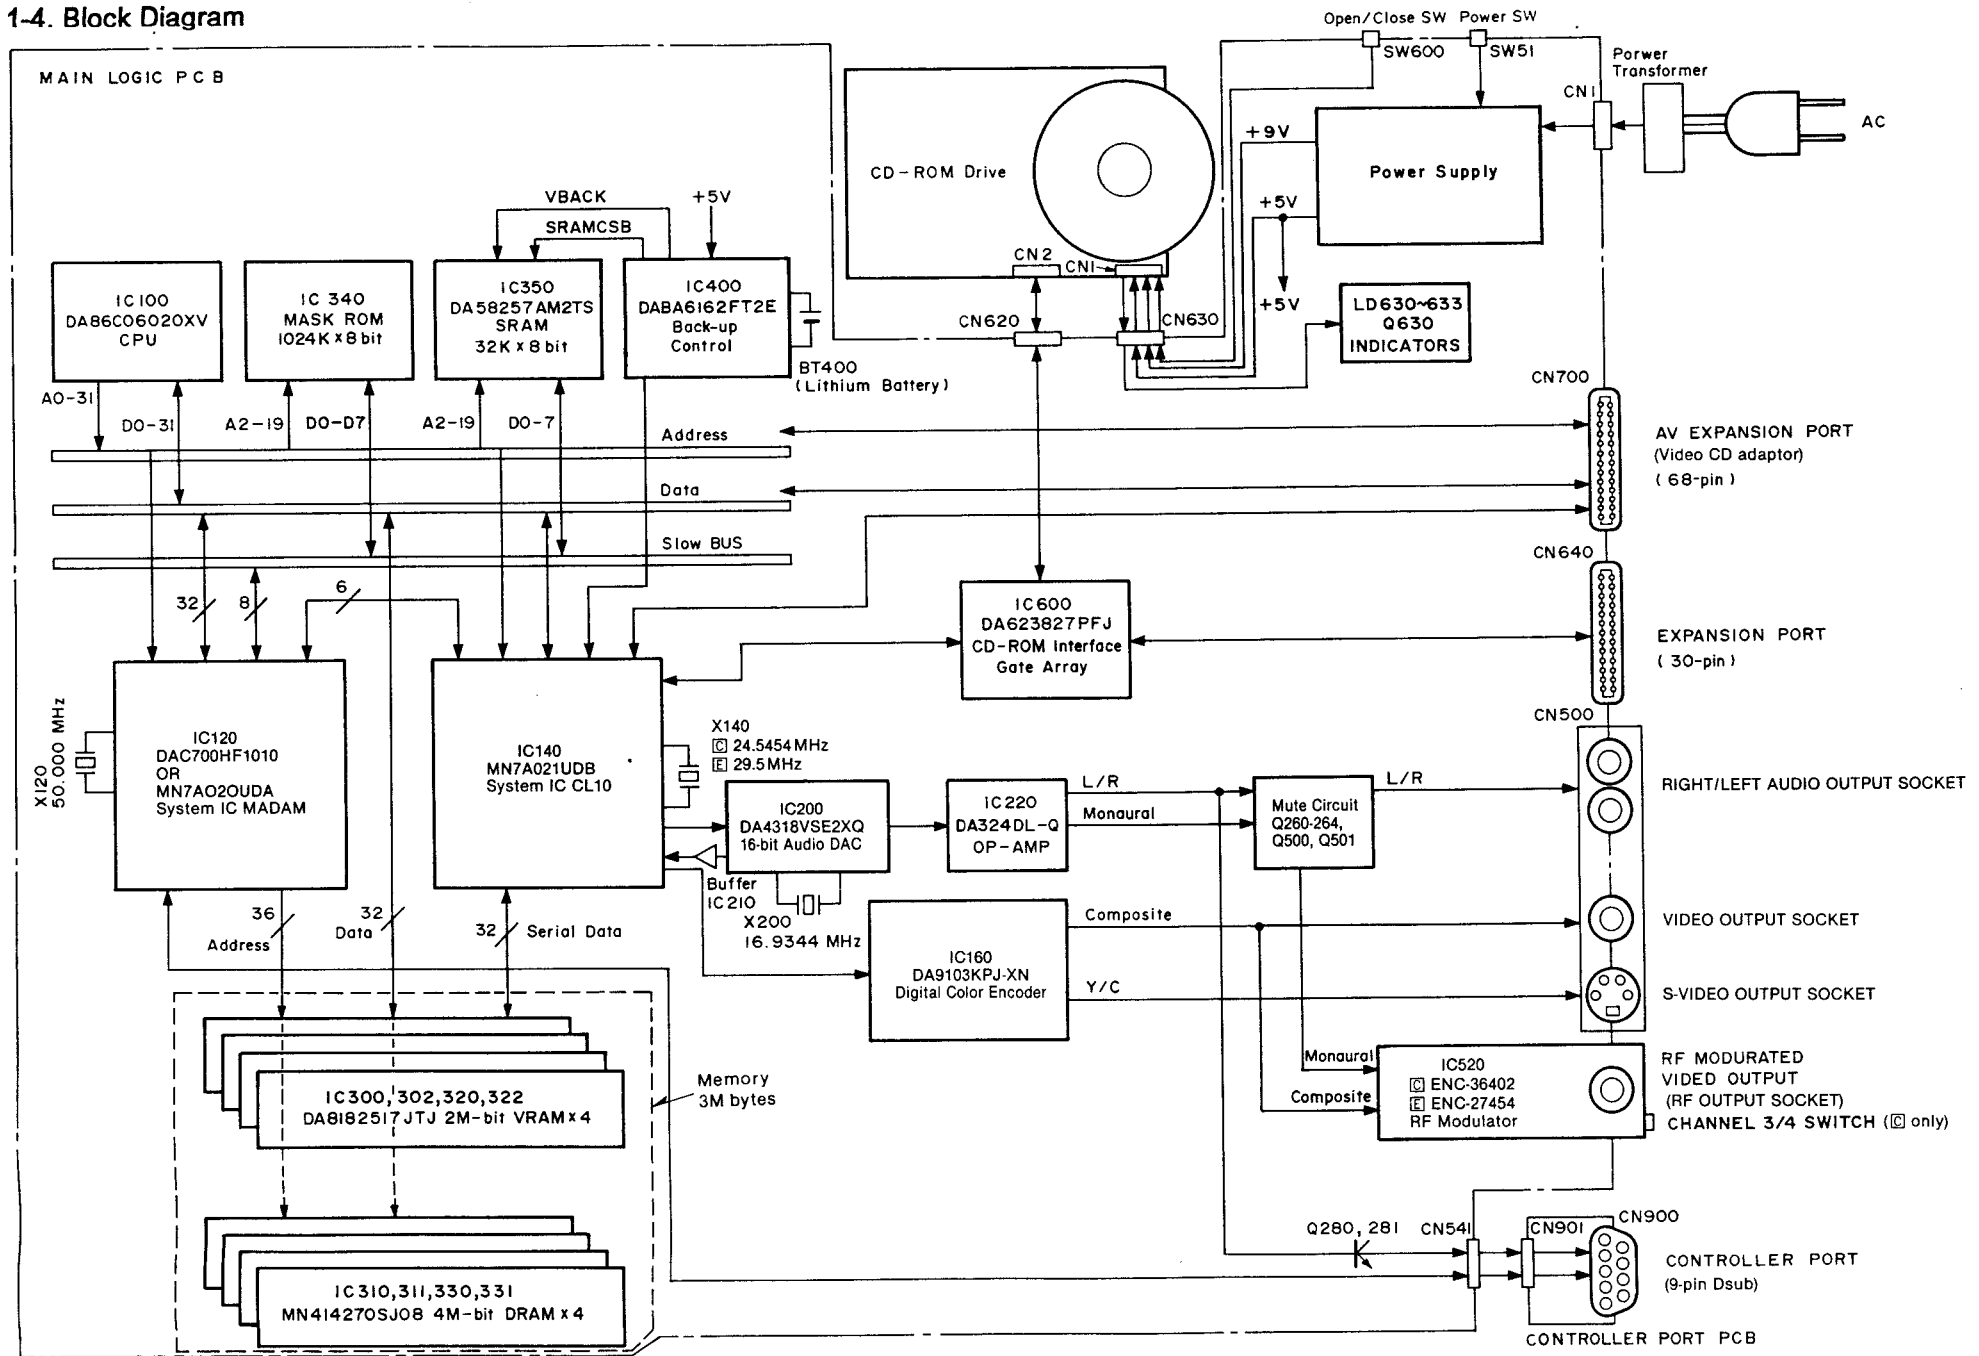 1-4. Block Diagram
MAIN LOGIC PCB
Open/Close SW
Power SW
SW600
SW51
Porwer
Transformer
CN1
AC
CD-ROM Drive
+9V
+5V
+5V
Power Supply
CN2
CN1
CN620
CN630
LD630~633
Q630
INDICATORS
VBACK
SRAMCSB
+5V
IC100
DA86C06020XV
CPU
IC 340
MASK ROM
1024K×8bit
IC350
DA58257AM2TS
SRAM
32K×8bit
IC400
DABA6162FT2E
Back-up
Control
BT400
(Lithium Battery)
A0-31
D0-31
A2-19
D0-D7
A2-19
D0-7
Address
Data
Slow BUS
CN700
AV EXPANSION PORT
(Video CD adaptor)
(68-pin)
CN640
EXPANSION PORT
(30-pin)
32
8
6
IC600
DA623827PFJ
CD-ROM Interface
Gate Array
X120
50.000 MHz
IC120
DAC700HF1010
OR
MN7A020UDA
System IC MADAM
IC140
MN7A021UDB
System IC CL10
X140
C 24.5454MHz
E 29.5MHz
IC200
DA4318VSE2XQ
16-bit Audio DAC
Buffer
IC210
X200
16.9344 MHz
IC220
DA324DL-Q
OP-AMP
L/R
Monaural
Mute Circuit
Q260-264,
Q500, Q501
L/R
CN500
RIGHT/LEFT AUDIO OUTPUT SOCKET
36
Address
32
Data
32
Serial Data
IC160
DA9103KPJ-XN
Digital Color Encoder
Composite
Y/C
VIDEO OUTPUT SOCKET
S-VIDEO OUTPUT SOCKET
Monaural
Composite
IC520
C ENC-36402
E ENC-27454
RF Modulator
RF MODURATED
VIDEO OUTPUT
(RF OUTPUT SOCKET)
CHANNEL 3/4 SWITCH (C only)
Memory
3M bytes
IC300,302,320,322
DA8182517JTJ 2M-bit VRAM×4
IC310,311,330,331
MN414270SJ08 4M-bit DRAM×4
Q280, 281
CN541
CN901
CN900
CONTROLLER PORT
(9-pin Dsub)
CONTROLLER PORT PCB